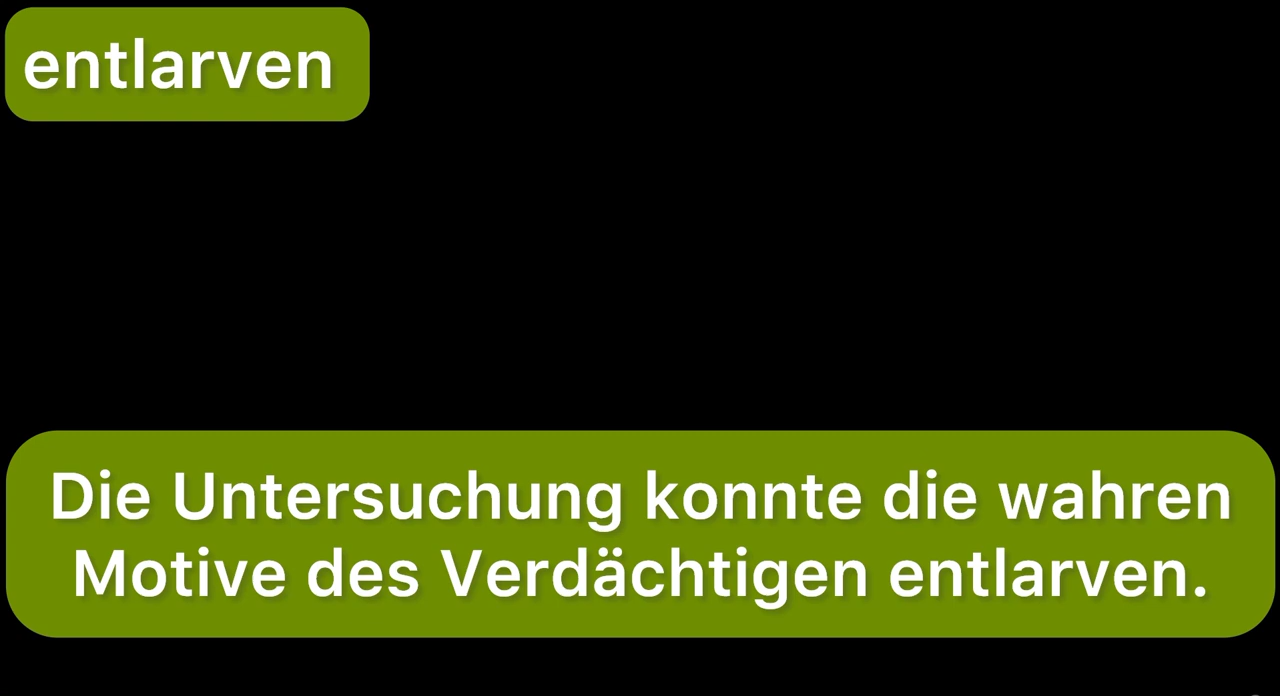 entlarven
Die Untersuchung konnte die wahren
Motive des Verdächtigen entlarven.